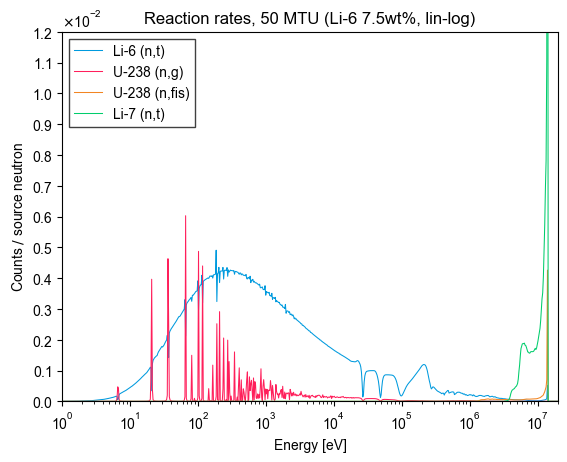 Reaction rates, 50 MTU (Li-6 7.5wt%, lin-log)
×10⁻²
Li-6 (n,t)
U-238 (n,g)
U-238 (n,fis)
Li-7 (n,t)
1.2
1.1
1.0
0.9
0.8
0.7
0.6
0.5
0.4
0.3
0.2
0.1
0.0
Counts / source neutron
10⁰ 10¹ 10² 10³ 10⁴ 10⁵ 10⁶ 10⁷
Energy [eV]